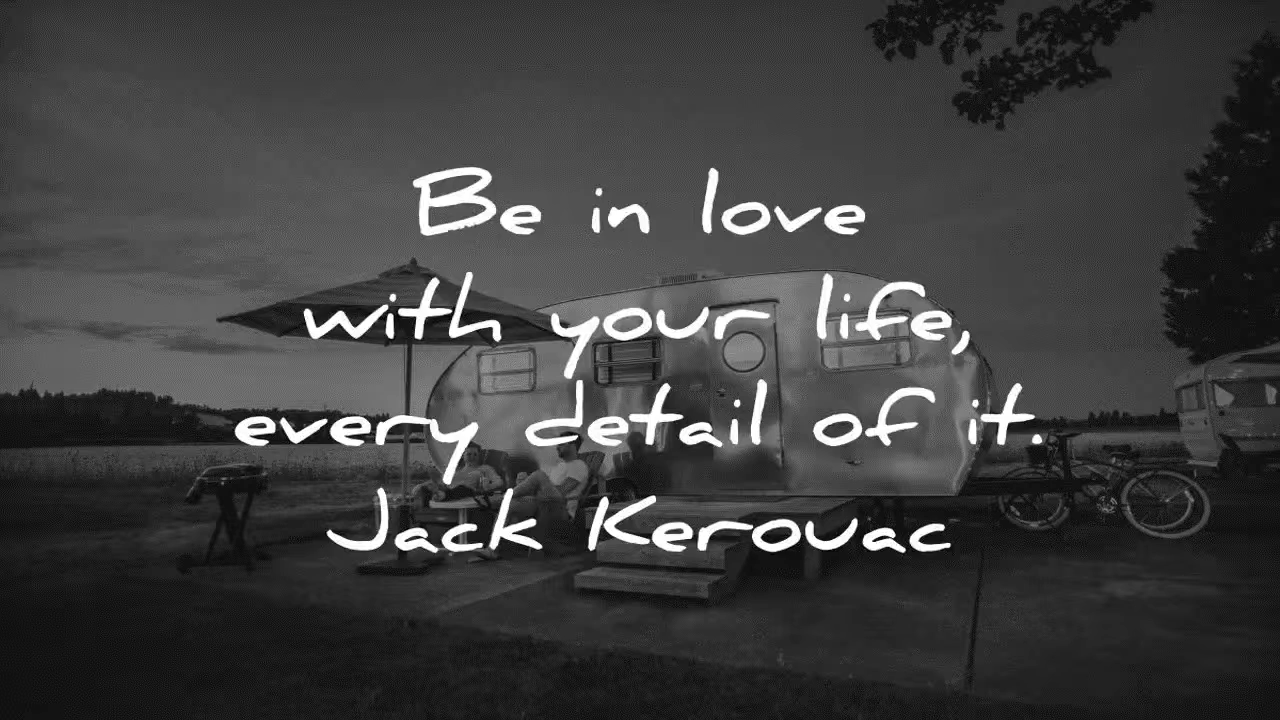 Be in love
with your life,
every detail of it.
Jack Kerouac